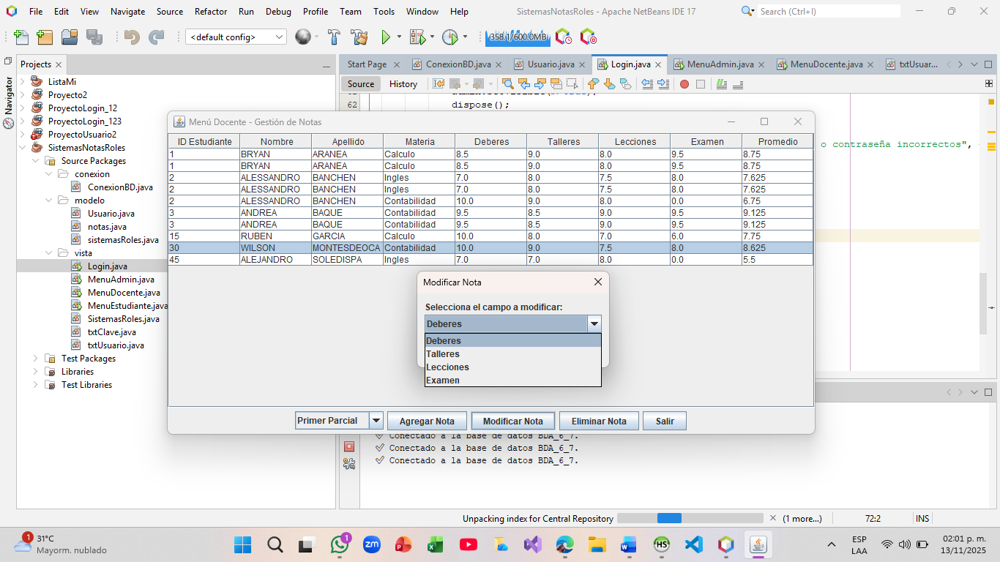 File Edit View Navigate Source Refactor Run Debug Profile Team Tools Window Help SistemasNotasRoles - Apache NetBeans IDE 17 Search (Ctrl+I)
<default config> 358.1/600.0MB
Projects Start Page ConexionBD.java Usuario.java Login.java MenuAdmin.java MenuDocente.java txtUsuar...
Navigator
Source History
ListaMi
Proyecto2
ProyectoLogin_12
ProyectoLogin_123
ProyectoUsuario2
SistemasNotasRoles
Source Packages
conexion
ConexionBD.java
modelo
Usuario.java
notas.java
sistemasRoles.java
vista
Login.java
MenuAdmin.java
MenuDocente.java
MenuEstudiante.java
SistemasRoles.java
txtClave.java
txtUsuario.java
Test Packages
Libraries
Test Libraries
62 dispose();
o contraseña incorrectos",
Menú Docente - Gestión de Notas
ID Estudiante Nombre Apellido Materia Deberes Talleres Lecciones Examen Promedio
1 BRYAN ARANEA Calculo 8.5 9.0 8.0 9.5 8.75
1 BRYAN ARANEA Calculo 8.5 9.0 8.0 9.5 8.75
2 ALESSANDRO BANCHEN Ingles 7.0 8.0 7.5 8.0 7.625
2 ALESSANDRO BANCHEN Ingles 7.0 8.0 7.5 8.0 7.625
2 ALESSANDRO BANCHEN Contabilidad 10.0 9.0 8.0 0.0 6.75
3 ANDREA BAQUE Contabilidad 9.5 8.5 9.0 9.5 9.125
3 ANDREA BAQUE Contabilidad 9.5 8.5 9.0 9.5 9.125
15 RUBEN GARCIA Calculo 10.0 8.0 7.0 6.0 7.75
30 WILSON MONTESDEOCA Contabilidad 10.0 9.0 7.5 8.0 8.625
45 ALEJANDRO SOLEDISPA Ingles 7.0 7.0 8.0 0.0 5.5
Modificar Nota
Selecciona el campo a modificar:
Deberes
Deberes
Talleres
Lecciones
Examen
Primer Parcial Agregar Nota Modificar Nota Eliminar Nota Salir
Conectado a la base de datos BDA_6_7.
Conectado a la base de datos BDA_6_7.
Conectado a la base de datos BDA_6_7.
Unpacking index for Central Repository (1 more...) 72:2 INS
1 31°C
Mayorm. nublado
1
zm
HS
ESP
LAA
02:01 p. m.
13/11/2025